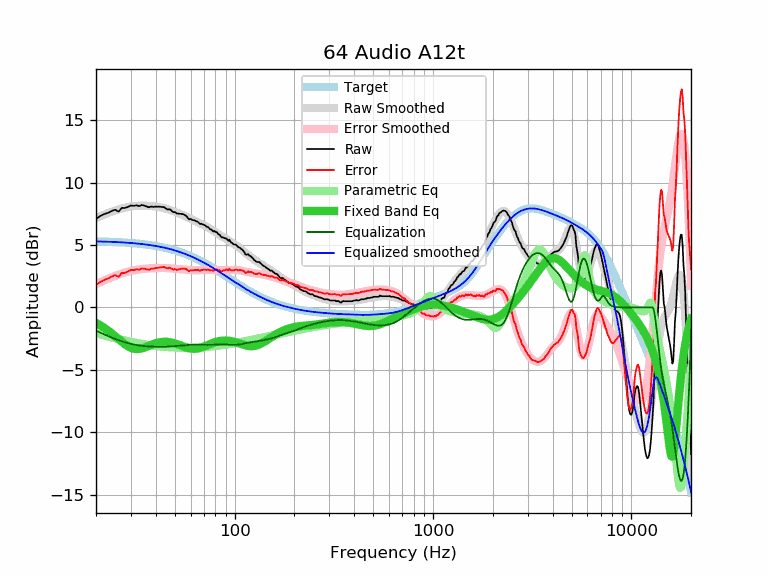 64 Audio A12t
Target
Raw Smoothed
Error Smoothed
Raw
Error
Parametric Eq
Fixed Band Eq
Equalization
Equalized smoothed
Amplitude (dBr)
15
10
5
0
−5
−10
−15
100
1000
10000
Frequency (Hz)